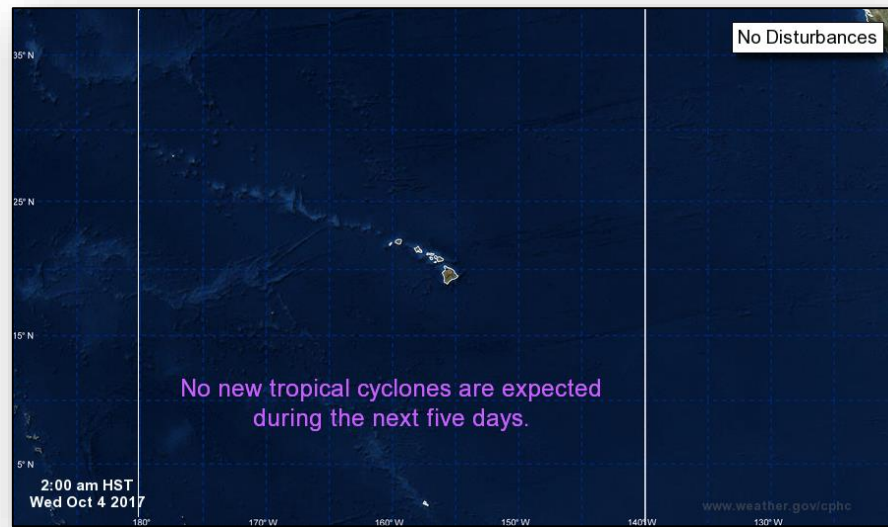 No Disturbances
35° N
25° N
15° N
No new tropical cyclones are expected
during the next five days.
5° N
2:00 am HST
Wed Oct 4 2017
www.weather.gov/cphc
180° 170° W 160° W 150° W 140° W 130° W